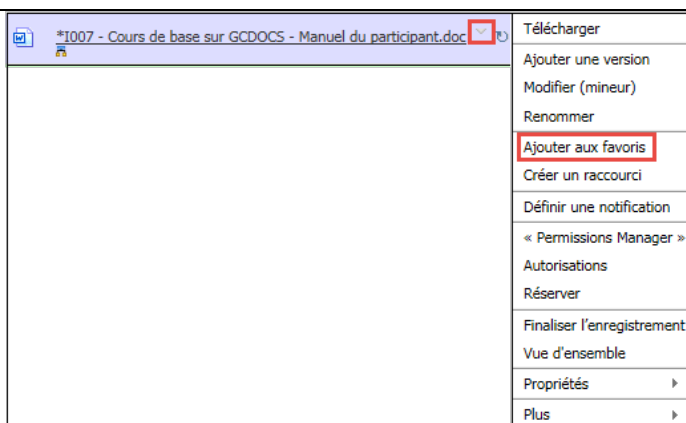 *I007 - Cours de base sur GCDOCS - Manuel du participant.doc
Télécharger
Ajouter une version
Modifier (mineur)
Renommer
Ajouter aux favoris
Créer un raccourci
Définir une notification
« Permissions Manager »
Autorisations
Réserver
Finaliser l'enregistrement
Vue d'ensemble
Propriétés
Plus